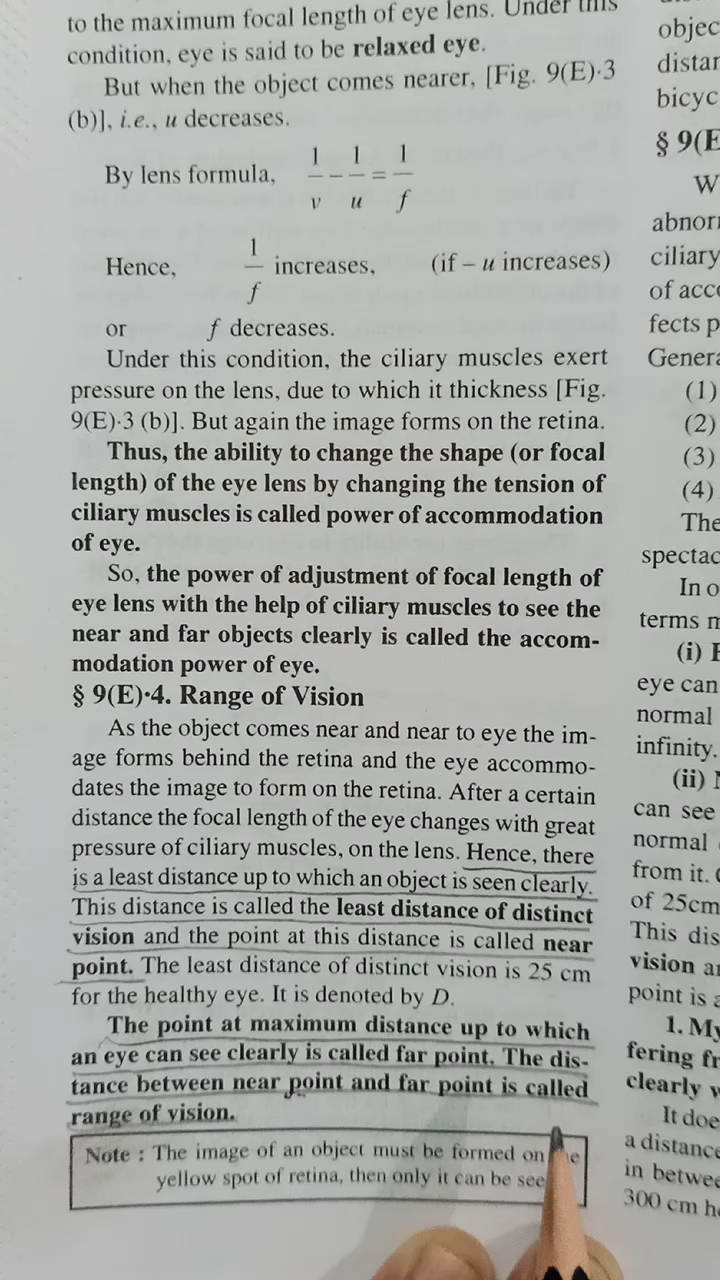 to the maximum focal length of eye lens. Under this
condition, eye is said to be relaxed eye.
But when the object comes nearer, [Fig. 9(E)·3
(b)], i.e., u decreases.
By lens formula, 1/v − 1/u = 1/f
Hence, 1/f increases, (if – u increases)
or f decreases.
Under this condition, the ciliary muscles exert
pressure on the lens, due to which it thickness [Fig.
9(E)·3 (b)]. But again the image forms on the retina.
Thus, the ability to change the shape (or focal
length) of the eye lens by changing the tension of
ciliary muscles is called power of accommodation
of eye.
So, the power of adjustment of focal length of
eye lens with the help of ciliary muscles to see the
near and far objects clearly is called the accom-
modation power of eye.
§ 9(E)·4. Range of Vision
As the object comes near and near to eye the im-
age forms behind the retina and the eye accommo-
dates the image to form on the retina. After a certain
distance the focal length of the eye changes with great
pressure of ciliary muscles, on the lens. Hence, there
is a least distance up to which an object is seen clearly.
This distance is called the least distance of distinct
vision and the point at this distance is called near
point. The least distance of distinct vision is 25 cm
for the healthy eye. It is denoted by D.
The point at maximum distance up to which
an eye can see clearly is called far point. The dis-
tance between near point and far point is called
range of vision.
Note : The image of an object must be formed on
yellow spot of retina, then only it can be
§ 9(E
W
ciliary
of acc
(1)
(2)
(3)
(4)
The
In o
terms
(i)
eye can
normal
infinity.
(ii)
can see
normal
from it.
of 25cm
This dis
vision
point is
1. My
fering
clearly
It doe
a distance
in betwee
300 cm